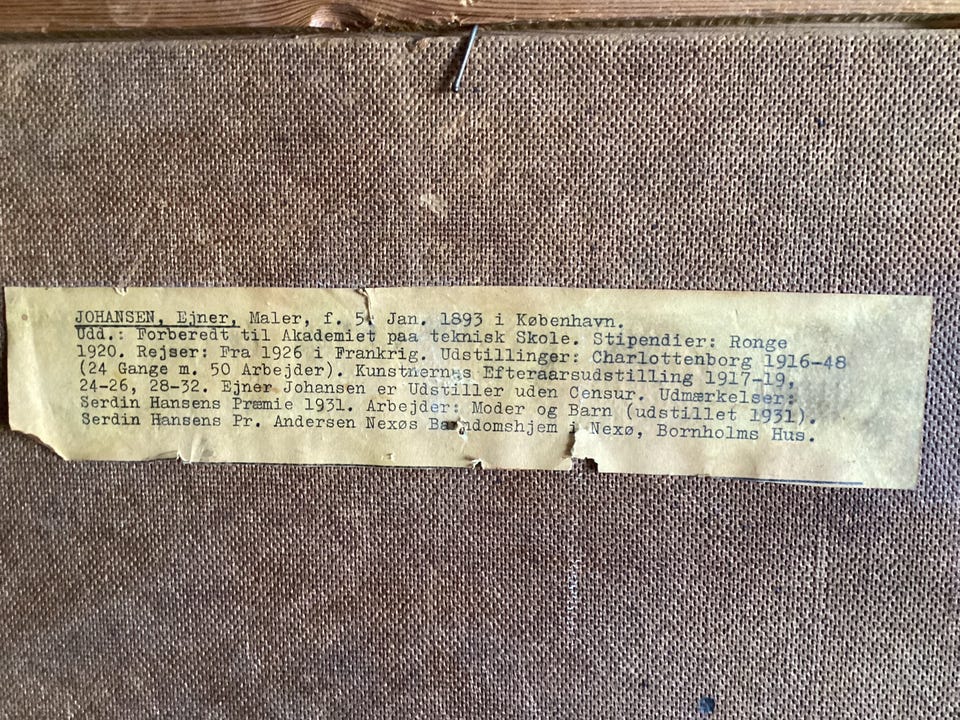 JOHANSEN, Ejner, Maler, f. 5. Jan. 1893 i København.
Udd.: Forberedt til Akademiet paa teknisk Skole. Stipendier: Ronge
1920. Rejser: Fra 1926 i Frankrig. Udstillinger: Charlottenborg 1916-48
(24 Gange m. 50 Arbejder). Kunstnernes Efteraarsudstilling 1917-19,
24-26, 28-32. Ejner Johansen er Udstiller uden Censur. Udmærkelser:
Serdin Hansens Præmie 1931. Arbejder: Moder og Barn (udstillet 1931).
Serdin Hansens Pr. Andersen Nexøs Barndomshjem i Nexø, Bornholms Hus.